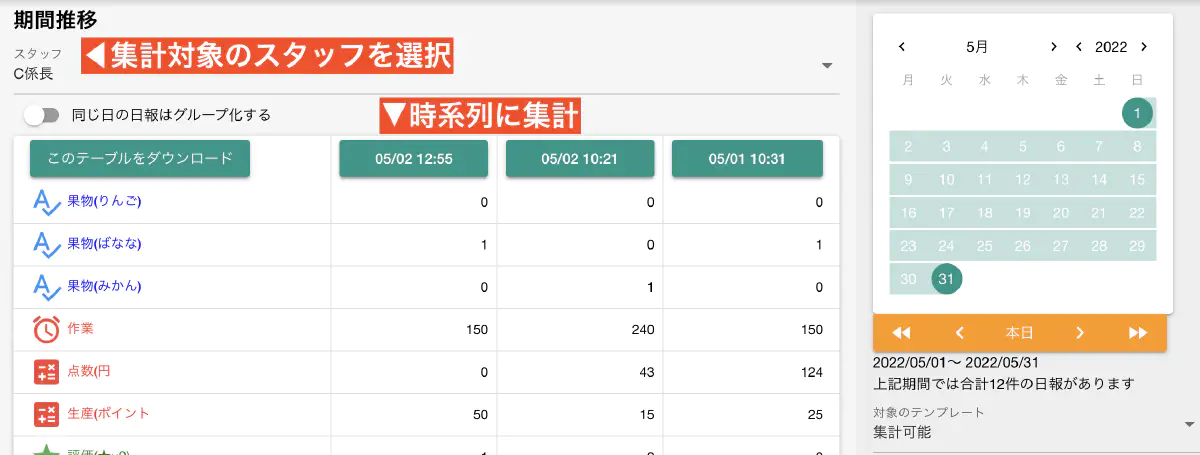 期間推移
スタッフ
C係長
◀集計対象のスタッフを選択
同じ日の日報はグループ化する
▼時系列に集計
このテーブルをダウンロード 05/02 12:55 05/02 10:21 05/01 10:31
果物(りんご) 0 0 0
果物(ばなな) 1 0 1
果物(みかん) 0 1 0
作業 150 240 150
点数(円 0 43 124
生産(ポイント 50 15 25
5月 2022
月 火 水 木 金 土 日
1
2 3 4 5 6 7 8
9 10 11 12 13 14 15
16 17 18 19 20 21 22
23 24 25 26 27 28 29
30 31
本日
2022/05/01〜 2022/05/31
上記期間では合計12件の日報があります
対象のテンプレート
集計可能